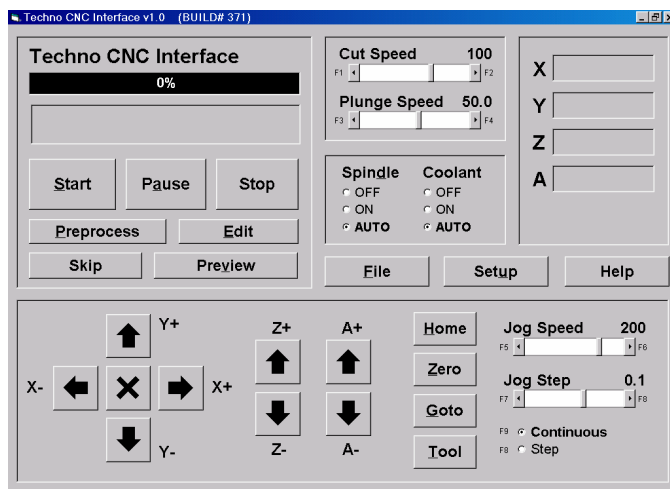 Techno CNC Interface v1.0 (BUILD# 371)
Techno CNC Interface
0%
Start Pause Stop
Preprocess Edit
Skip Preview
Cut Speed 100
F1 F2
Plunge Speed 50.0
F3 F4
Spindle Coolant
OFF OFF
ON ON
AUTO AUTO
X
Y
Z
A
File Setup Help
Y+
X- X+
Y-
Z+ A+
Z- A-
Home
Zero
Goto
Tool
Jog Speed 200
F5 F6
Jog Step 0.1
F7 F8
F9 Continuous
F8 Step